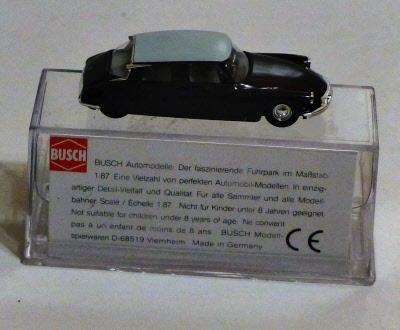 BUSCH
BUSCH Automodelle: Der faszinierende Fuhrpark im Maßstab
1:87. Eine Vielzahl von perfekten Automobil-Modellen. In einzig-
artiger Detail-Vielfalt und Qualität. Für alle Sammler und alle Modell-
bahner. Scale / Echelle 1:87. Nicht für Kinder unter 8 Jahren geeignet.
Not suitable for children under 8 years of age. Ne convient
pas à un enfant de moins de 8 ans. BUSCH Modell-
spielwaren D-68519 Viernheim Made in Germany
CE